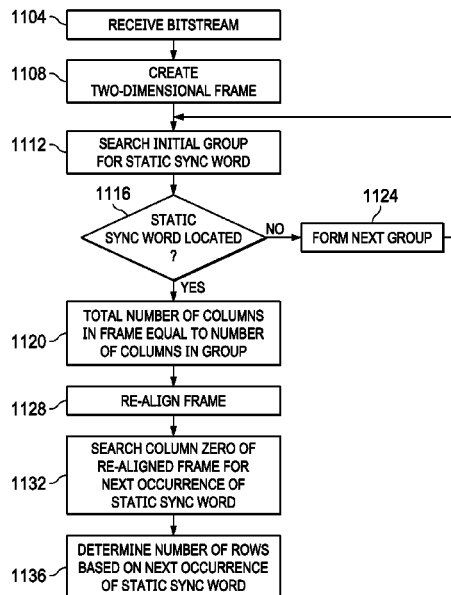 1104
RECEIVE BITSTREAM
1108
CREATE
TWO-DIMENSIONAL FRAME
1112
SEARCH INITIAL GROUP
FOR STATIC SYNC WORD
1116
STATIC
SYNC WORD LOCATED
?
NO
1124
FORM NEXT GROUP
YES
1120
TOTAL NUMBER OF COLUMNS
IN FRAME EQUAL TO NUMBER
OF COLUMNS IN GROUP
1128
RE-ALIGN FRAME
1132
SEARCH COLUMN ZERO OF
RE-ALIGNED FRAME FOR
NEXT OCCURRENCE OF
STATIC SYNC WORD
1136
DETERMINE NUMBER OF ROWS
BASED ON NEXT OCCURRENCE
OF STATIC SYNC WORD